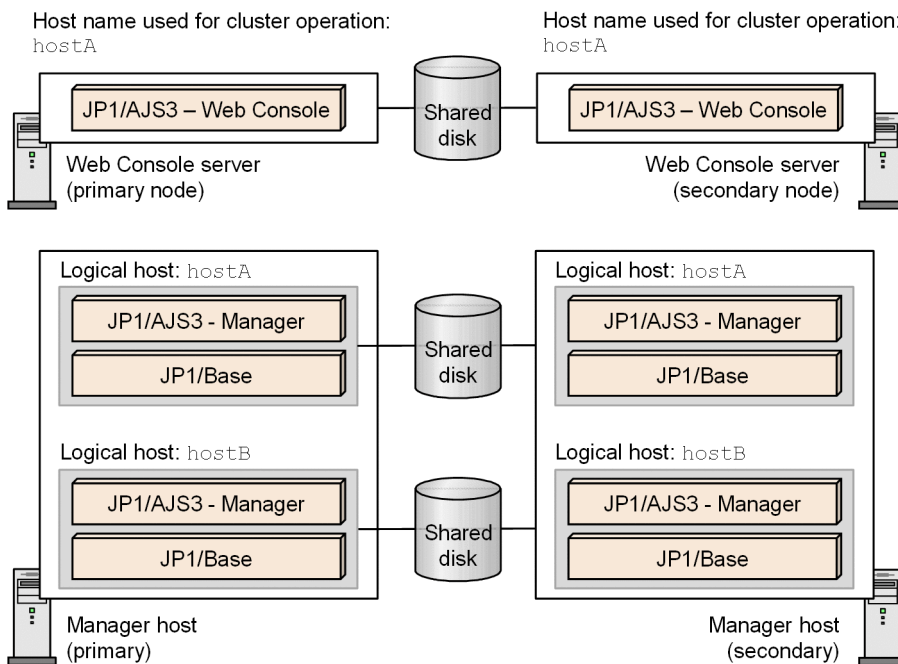 Host name used for cluster operation:
hostA
Host name used for cluster operation:
hostA
JP1/AJS3 – Web Console
Shared
disk
JP1/AJS3 – Web Console
Web Console server
(primary node)
Web Console server
(secondary node)
Logical host: hostA
JP1/AJS3 - Manager
JP1/Base
Shared
disk
Logical host: hostA
JP1/AJS3 - Manager
JP1/Base
Logical host: hostB
JP1/AJS3 - Manager
JP1/Base
Shared
disk
Logical host: hostB
JP1/AJS3 - Manager
JP1/Base
Manager host
(primary)
Manager host
(secondary)